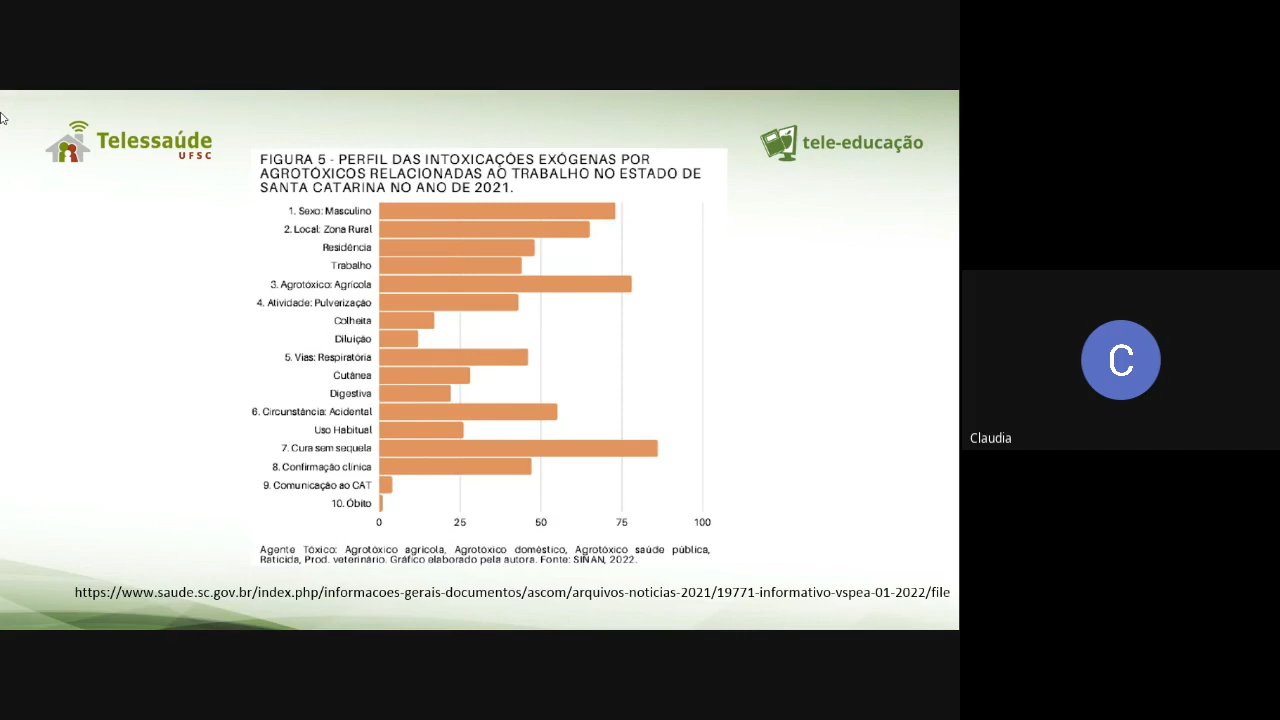 Telessaúde
UFSC
tele-educação
FIGURA 5 - PERFIL DAS INTOXICAÇÕES EXÓGENAS POR
AGROTÓXICOS RELACIONADAS AO TRABALHO NO ESTADO DE
SANTA CATARINA NO ANO DE 2021.
1. Sexo: Masculino
2. Local: Zona Rural
Residência
Trabalho
3. Agrotóxico: Agrícola
4. Atividade: Pulverização
Colheita
Diluição
5. Vias: Respiratória
Cutânea
Digestiva
6. Circunstância: Acidental
Uso Habitual
7. Cura sem sequela
8. Confirmação clínica
9. Comunicação ao CAT
10. Óbito
0 25 50 75 100
Agente Tóxico: Agrotóxico agrícola, Agrotóxico doméstico, Agrotóxico saúde pública,
Raticida, Prod. veterinário. Gráfico elaborado pela autora. Fonte: SINAN, 2022.
https://www.saude.sc.gov.br/index.php/informacoes-gerais-documentos/ascom/arquivos-noticias-2021/19771-informativo-vspea-01-2022/file
C
Claudia